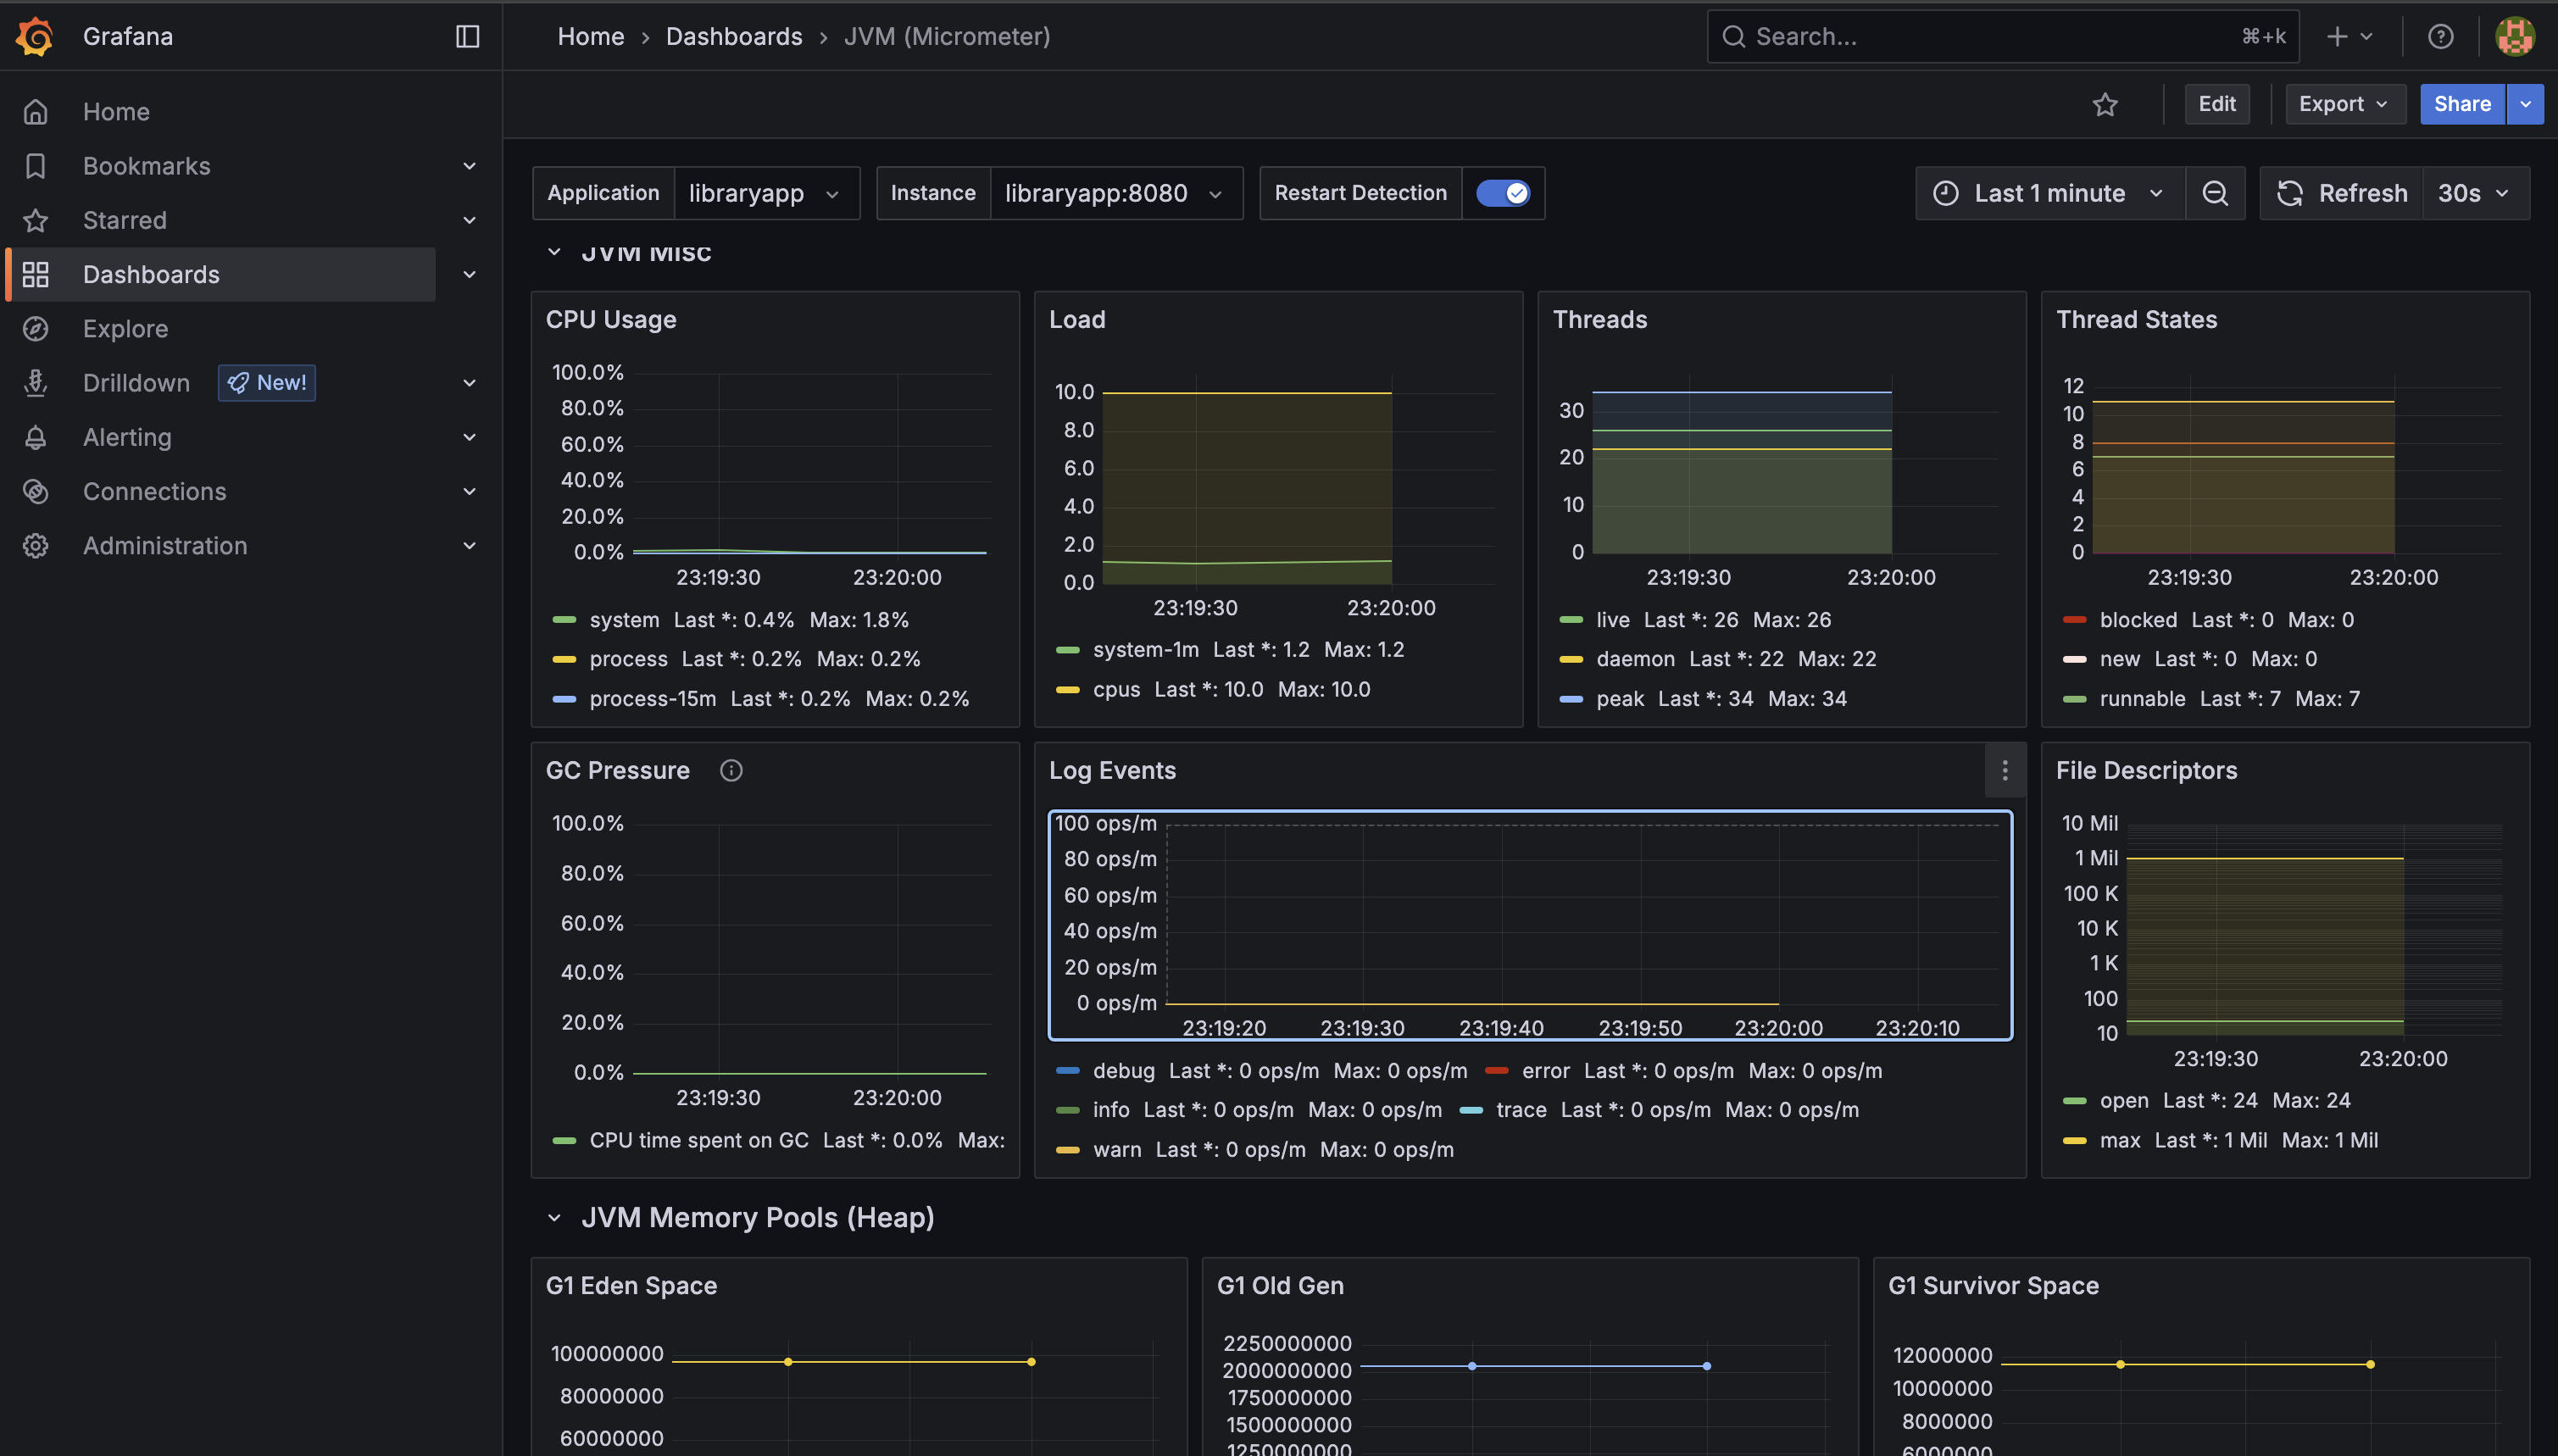 Grafana
Home › Dashboards › JVM (Micrometer)
Search...
⌘+k
Home
Bookmarks
Starred
Dashboards
Explore
Drilldown New!
Alerting
Connections
Administration
Edit
Export
Share
Application libraryapp
Instance libraryapp:8080
Restart Detection
Last 1 minute
Refresh 30s
JVM Misc
CPU Usage
100.0%
80.0%
60.0%
40.0%
20.0%
0.0%
23:19:30 23:20:00
system Last *: 0.4% Max: 1.8%
process Last *: 0.2% Max: 0.2%
process-15m Last *: 0.2% Max: 0.2%
Load
10.0
8.0
6.0
4.0
2.0
0.0
23:19:30 23:20:00
system-1m Last *: 1.2 Max: 1.2
cpus Last *: 10.0 Max: 10.0
Threads
30
20
10
0
23:19:30 23:20:00
live Last *: 26 Max: 26
daemon Last *: 22 Max: 22
peak Last *: 34 Max: 34
Thread States
12
10
8
6
4
2
0
23:19:30 23:20:00
blocked Last *: 0 Max: 0
new Last *: 0 Max: 0
runnable Last *: 7 Max: 7
GC Pressure
100.0%
80.0%
60.0%
40.0%
20.0%
0.0%
23:19:30 23:20:00
CPU time spent on GC Last *: 0.0% Max:
Log Events
100 ops/m
80 ops/m
60 ops/m
40 ops/m
20 ops/m
0 ops/m
23:19:20 23:19:30 23:19:40 23:19:50 23:20:00 23:20:10
debug Last *: 0 ops/m Max: 0 ops/m error Last *: 0 ops/m Max: 0 ops/m
info Last *: 0 ops/m Max: 0 ops/m trace Last *: 0 ops/m Max: 0 ops/m
warn Last *: 0 ops/m Max: 0 ops/m
File Descriptors
10 Mil
1 Mil
100 K
10 K
1 K
100
10
23:19:30 23:20:00
open Last *: 24 Max: 24
max Last *: 1 Mil Max: 1 Mil
JVM Memory Pools (Heap)
G1 Eden Space
100000000
80000000
60000000
G1 Old Gen
2250000000
2000000000
1750000000
1500000000
1250000000
G1 Survivor Space
12000000
10000000
8000000
6000000